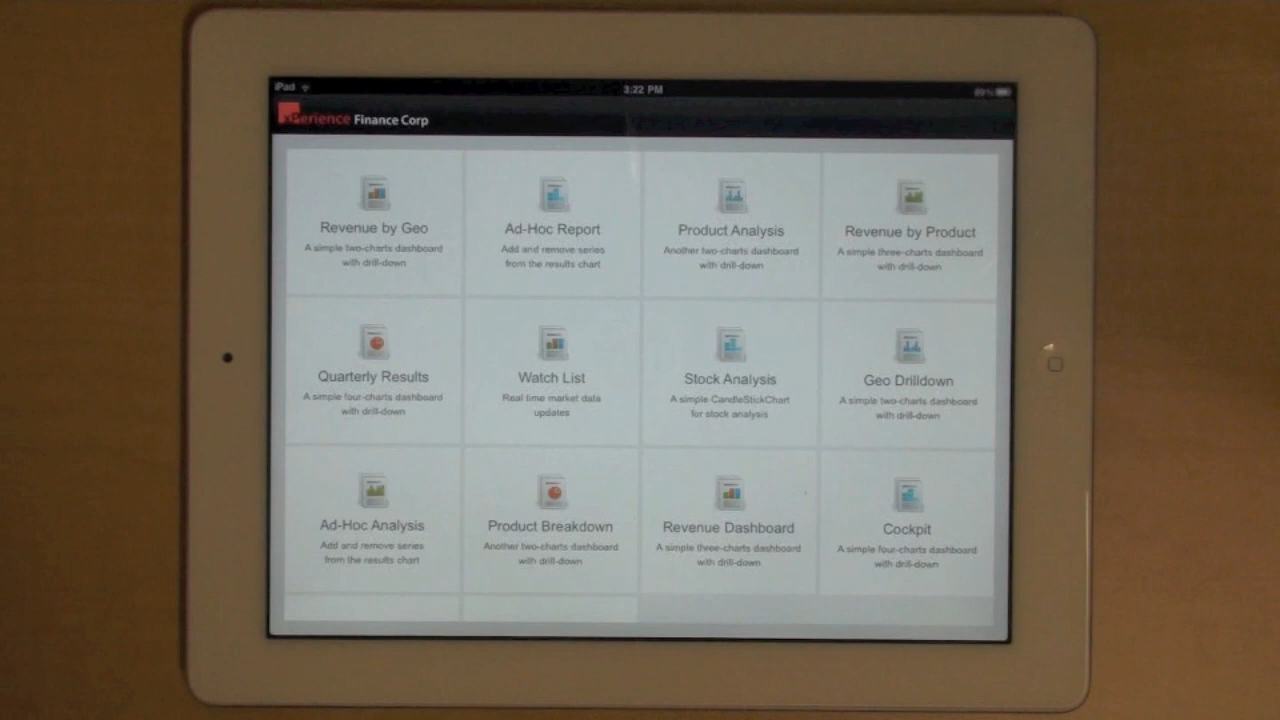 iPad
3:22 PM
xPerience Finance Corp
Revenue by Geo
A simple two-charts dashboard
with drill-down
Ad-Hoc Report
Add and remove series
from the results chart
Product Analysis
Another two-charts dashboard
with drill-down
Revenue by Product
A simple three-charts dashboard
with drill-down
Quarterly Results
A simple four-charts dashboard
with drill-down
Watch List
Real time market data
updates
Stock Analysis
A simple CandleStickChart
for stock analysis
Geo Drilldown
A simple two-charts dashboard
with drill-down
Ad-Hoc Analysis
Add and remove series
from the results chart
Product Breakdown
Another two-charts dashboard
with drill-down
Revenue Dashboard
A simple three-charts dashboard
with drill-down
Cockpit
A simple four-charts dashboard
with drill-down